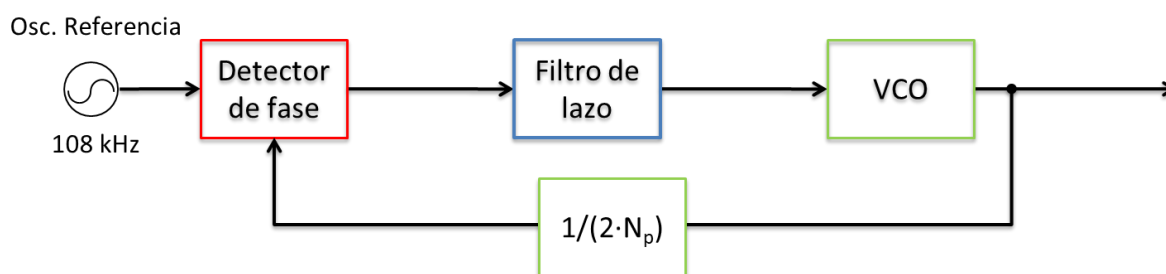 Osc. Referencia
108 kHz
Detector
de fase
Filtro de
lazo
VCO
1/(2·Nₚ)